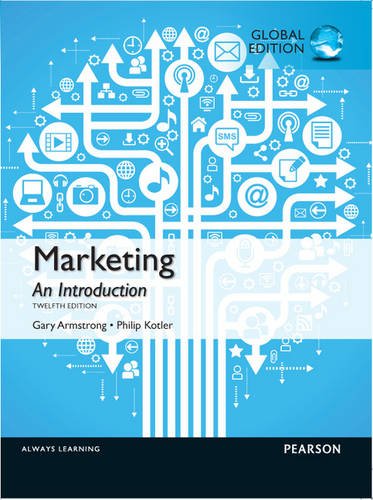 GLOBAL
EDITION
SMS
Marketing
An Introduction
TWELFTH EDITION
Gary Armstrong • Philip Kotler
ALWAYS LEARNING
PEARSON